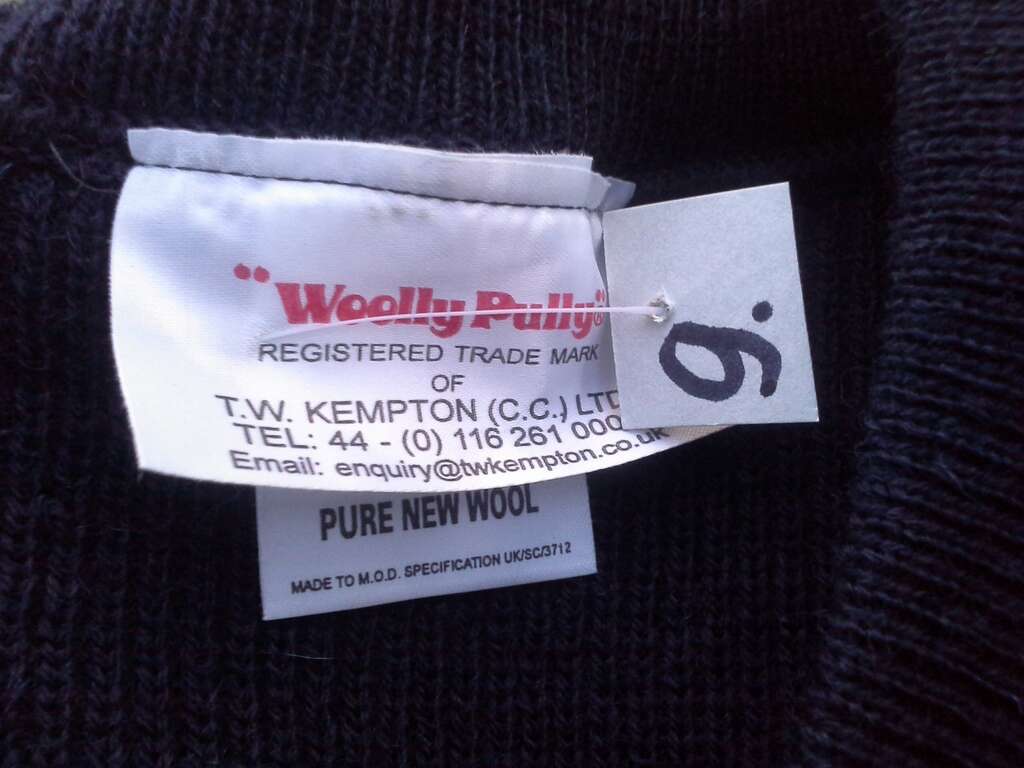 "Woolly Pully"®
REGISTERED TRADE MARK
OF
T.W. KEMPTON (C.C.) LTD
TEL: 44 - (0) 116 261 000
Email: enquiry@twkempton.co.uk
PURE NEW WOOL
MADE TO M.O.D. SPECIFICATION UK/SC/3712
g.